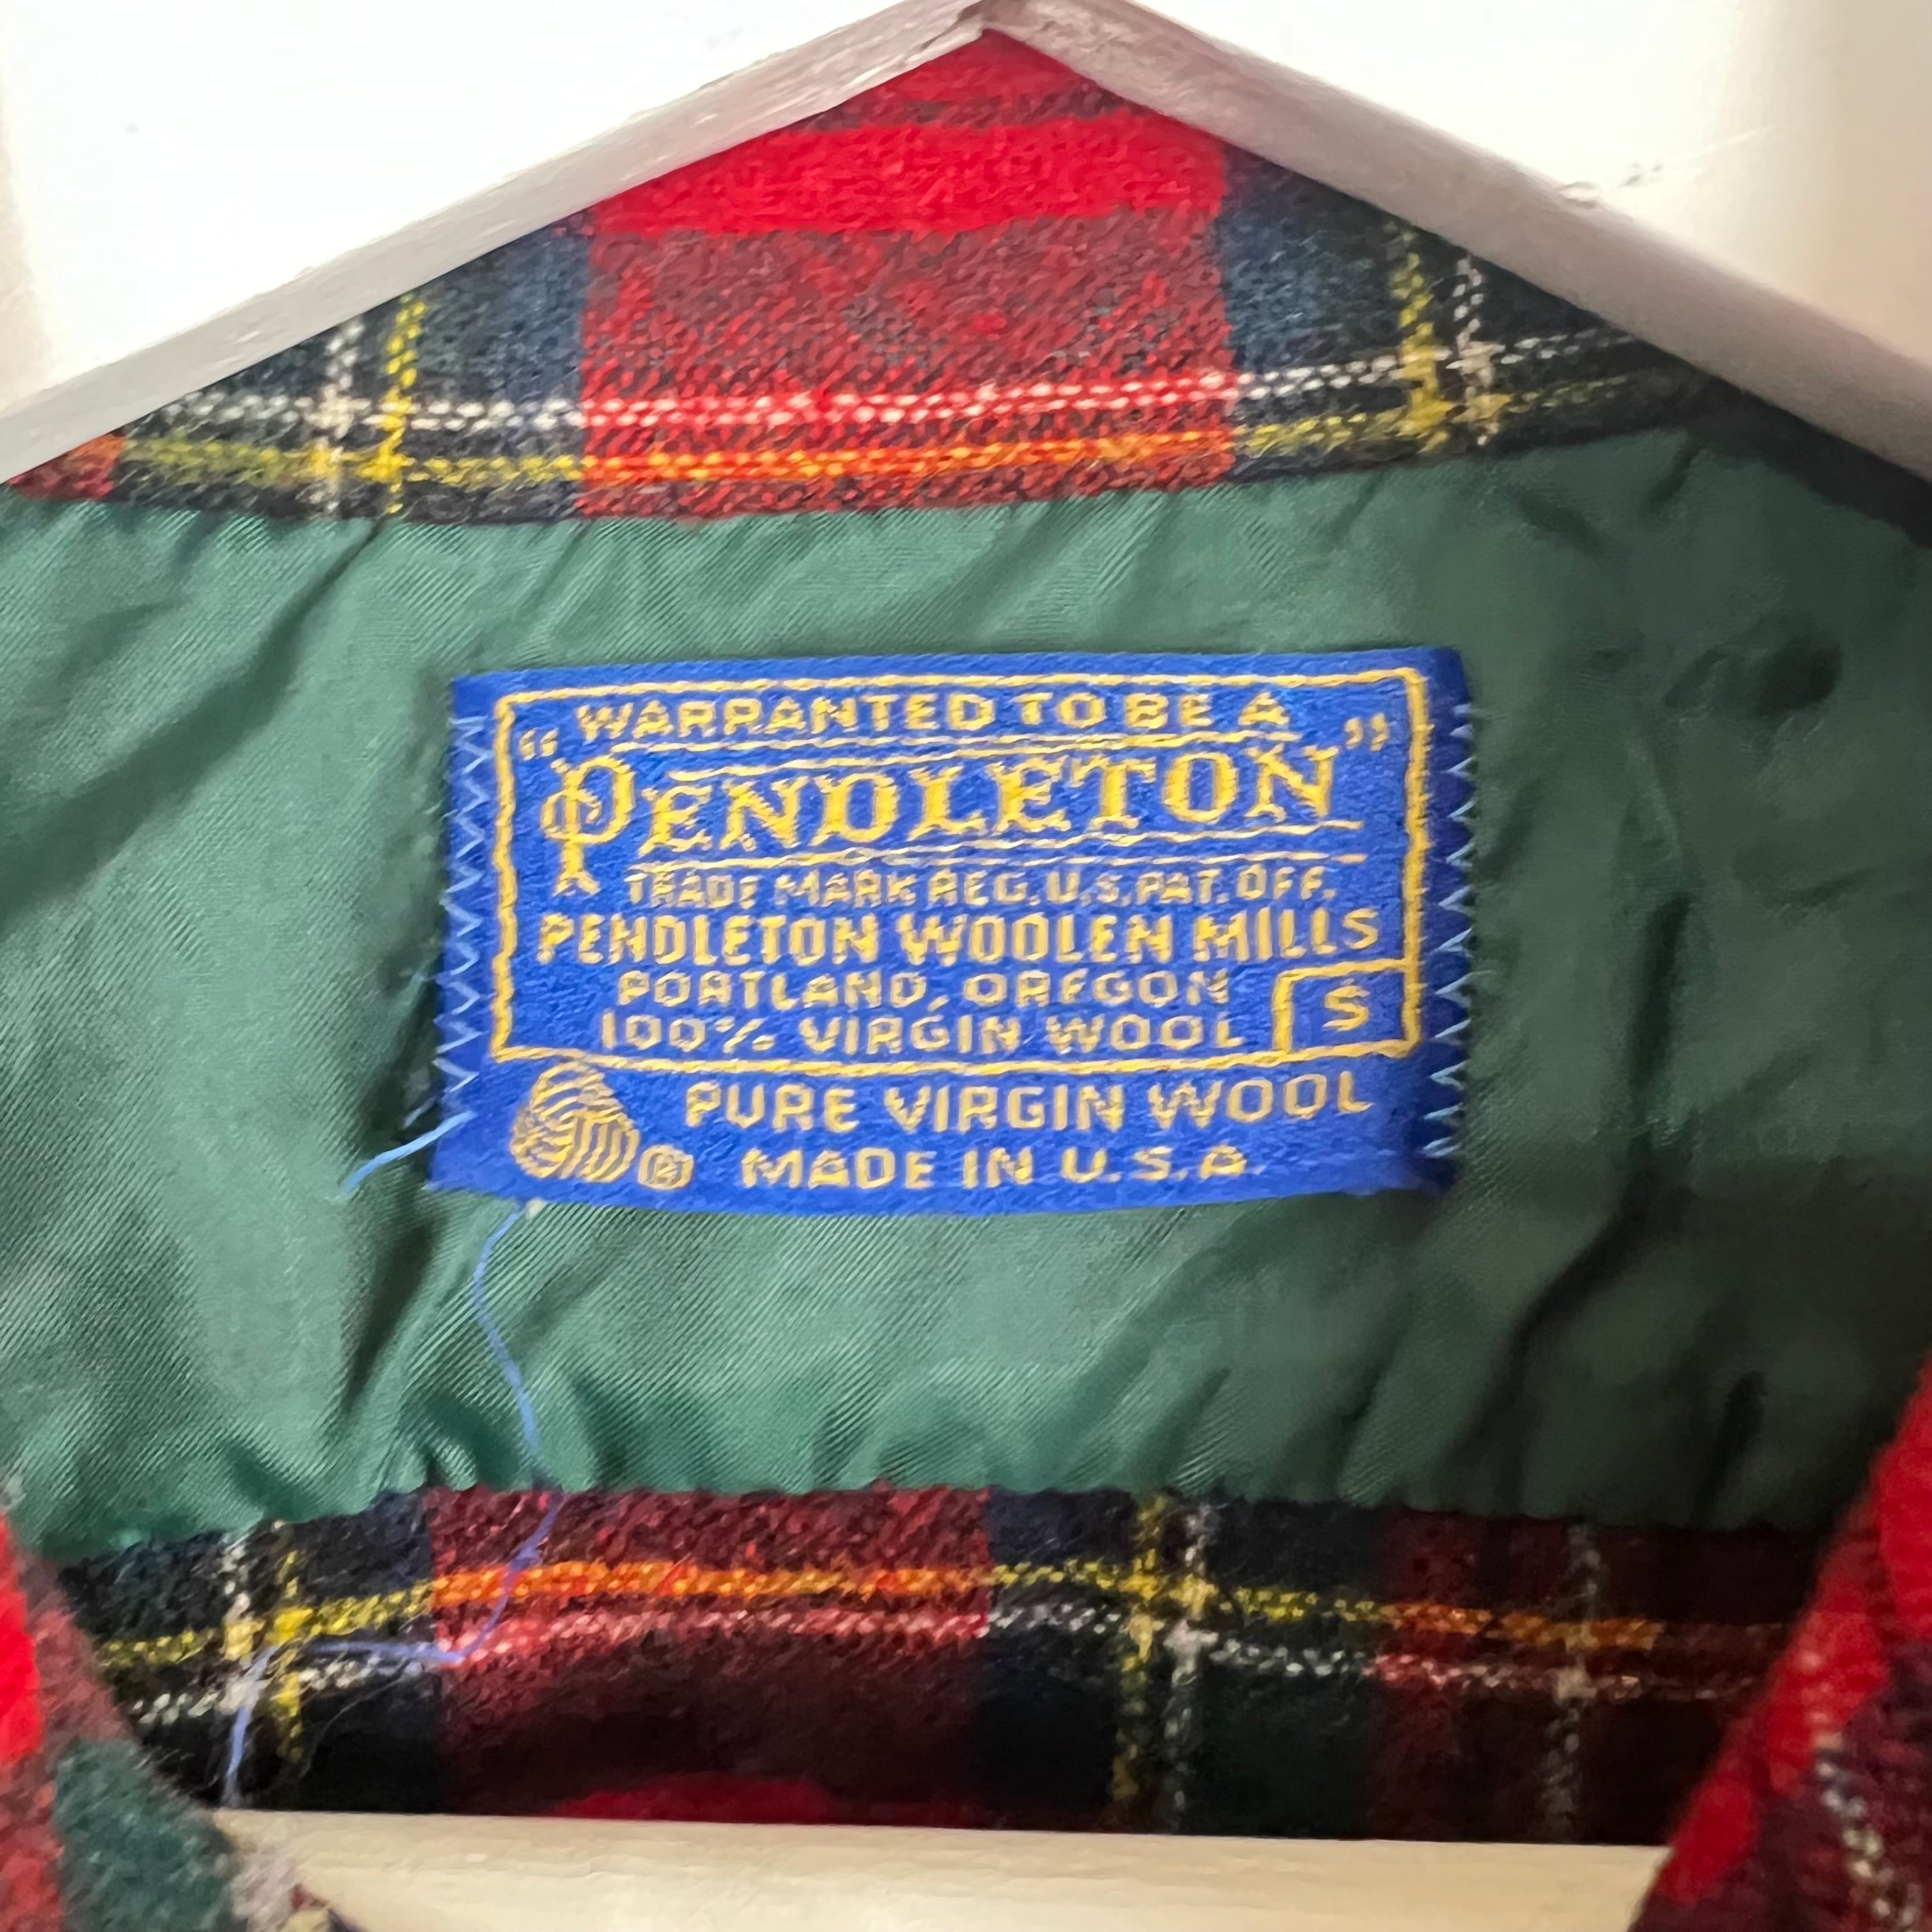 "WARRANTED TO BE A
PENDLETON"
TRADE MARK REG. U.S. PAT. OFF.
PENDLETON WOOLEN MILLS
PORTLAND, OREGON
100% VIRGIN WOOL S
PURE VIRGIN WOOL
® MADE IN U.S.A.